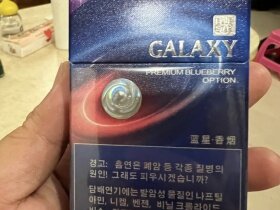 GALAXY
PREMIUM BLUEBERRY
OPTION
蓝星·香烟
경고: 흡연은 폐암 등 각종 질병의
원인! 그래도 피우시겠습니까?
담배연기에는 발암성 물질인 나프틸
아민, 니켈, 벤젠, 비닐 크롤라이드